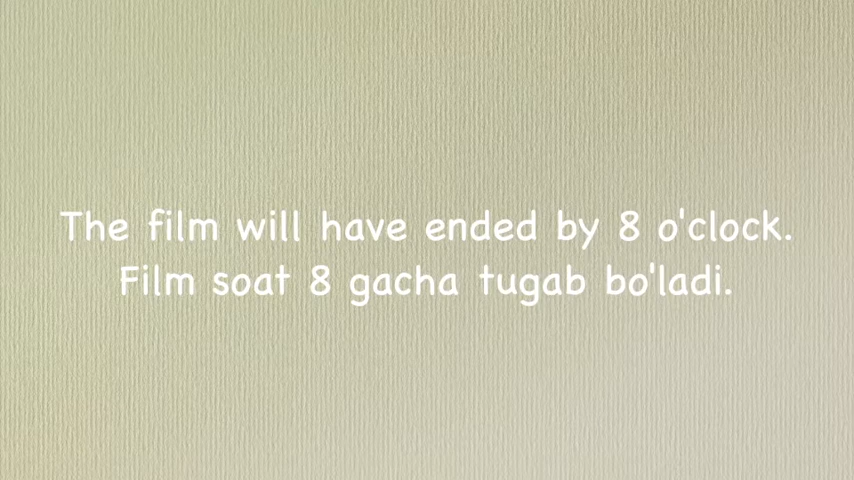 The film will have ended by 8 o'clock.
Film soat 8 gacha tugab bo'ladi.